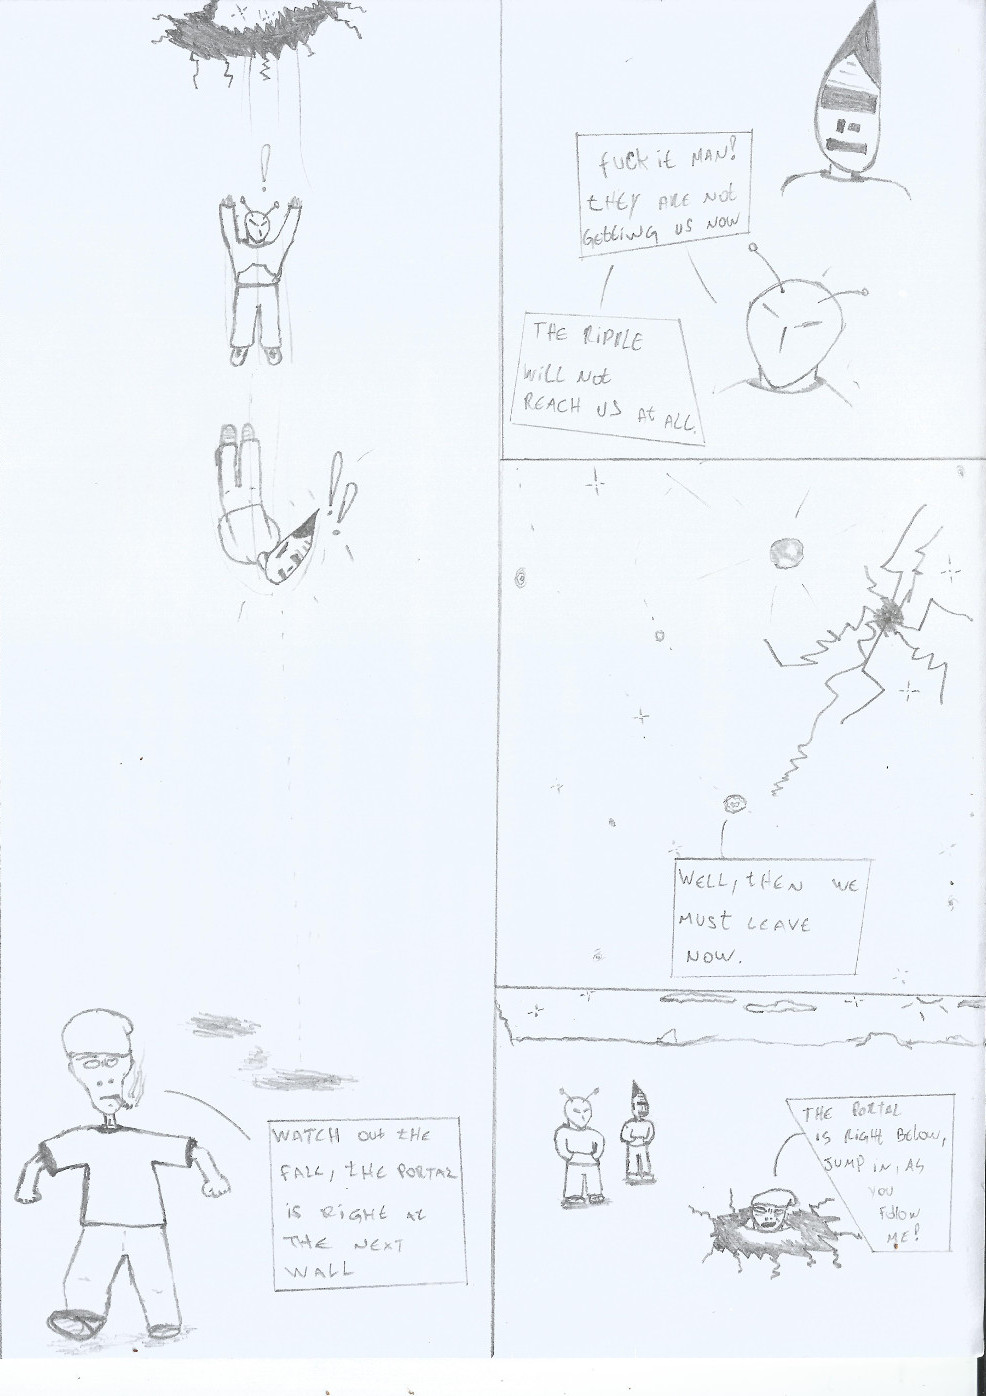 FUCK it MAN!
tHEY ARE Not
GEttiNG US NOW
THE RIPPLE
WiLL Not
REACH US At ALL.
WELL, tHEN WE
MUSt LEAVE
NOW.
THE PORTAL
iS RiGHt BELOW,
JUMP iN, AS
YOU
FOLLOW
ME!
WATCH OUt tHE
FALL, tHE PORTAL
iS RiGHT At
THE NEXT
WALL
!
!!